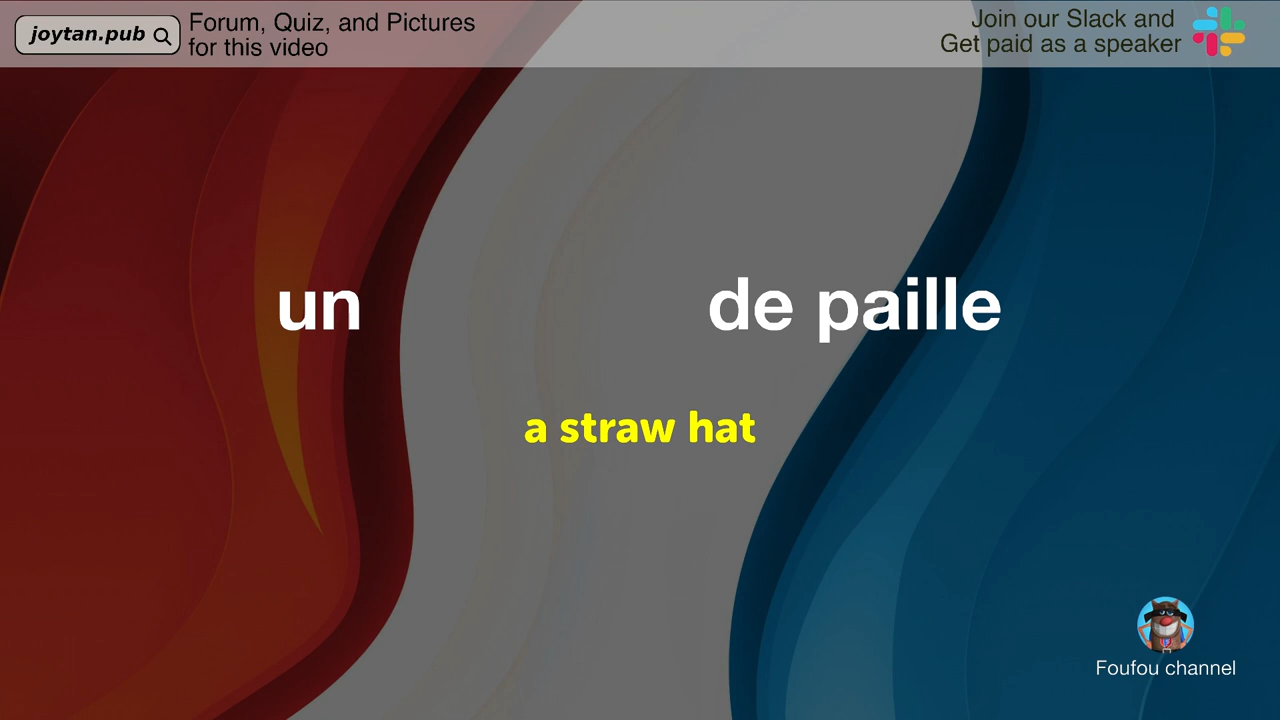 joytan.pub
Forum, Quiz, and Pictures
for this video
Join our Slack and
Get paid as a speaker
un de paille
a straw hat
Foufou channel